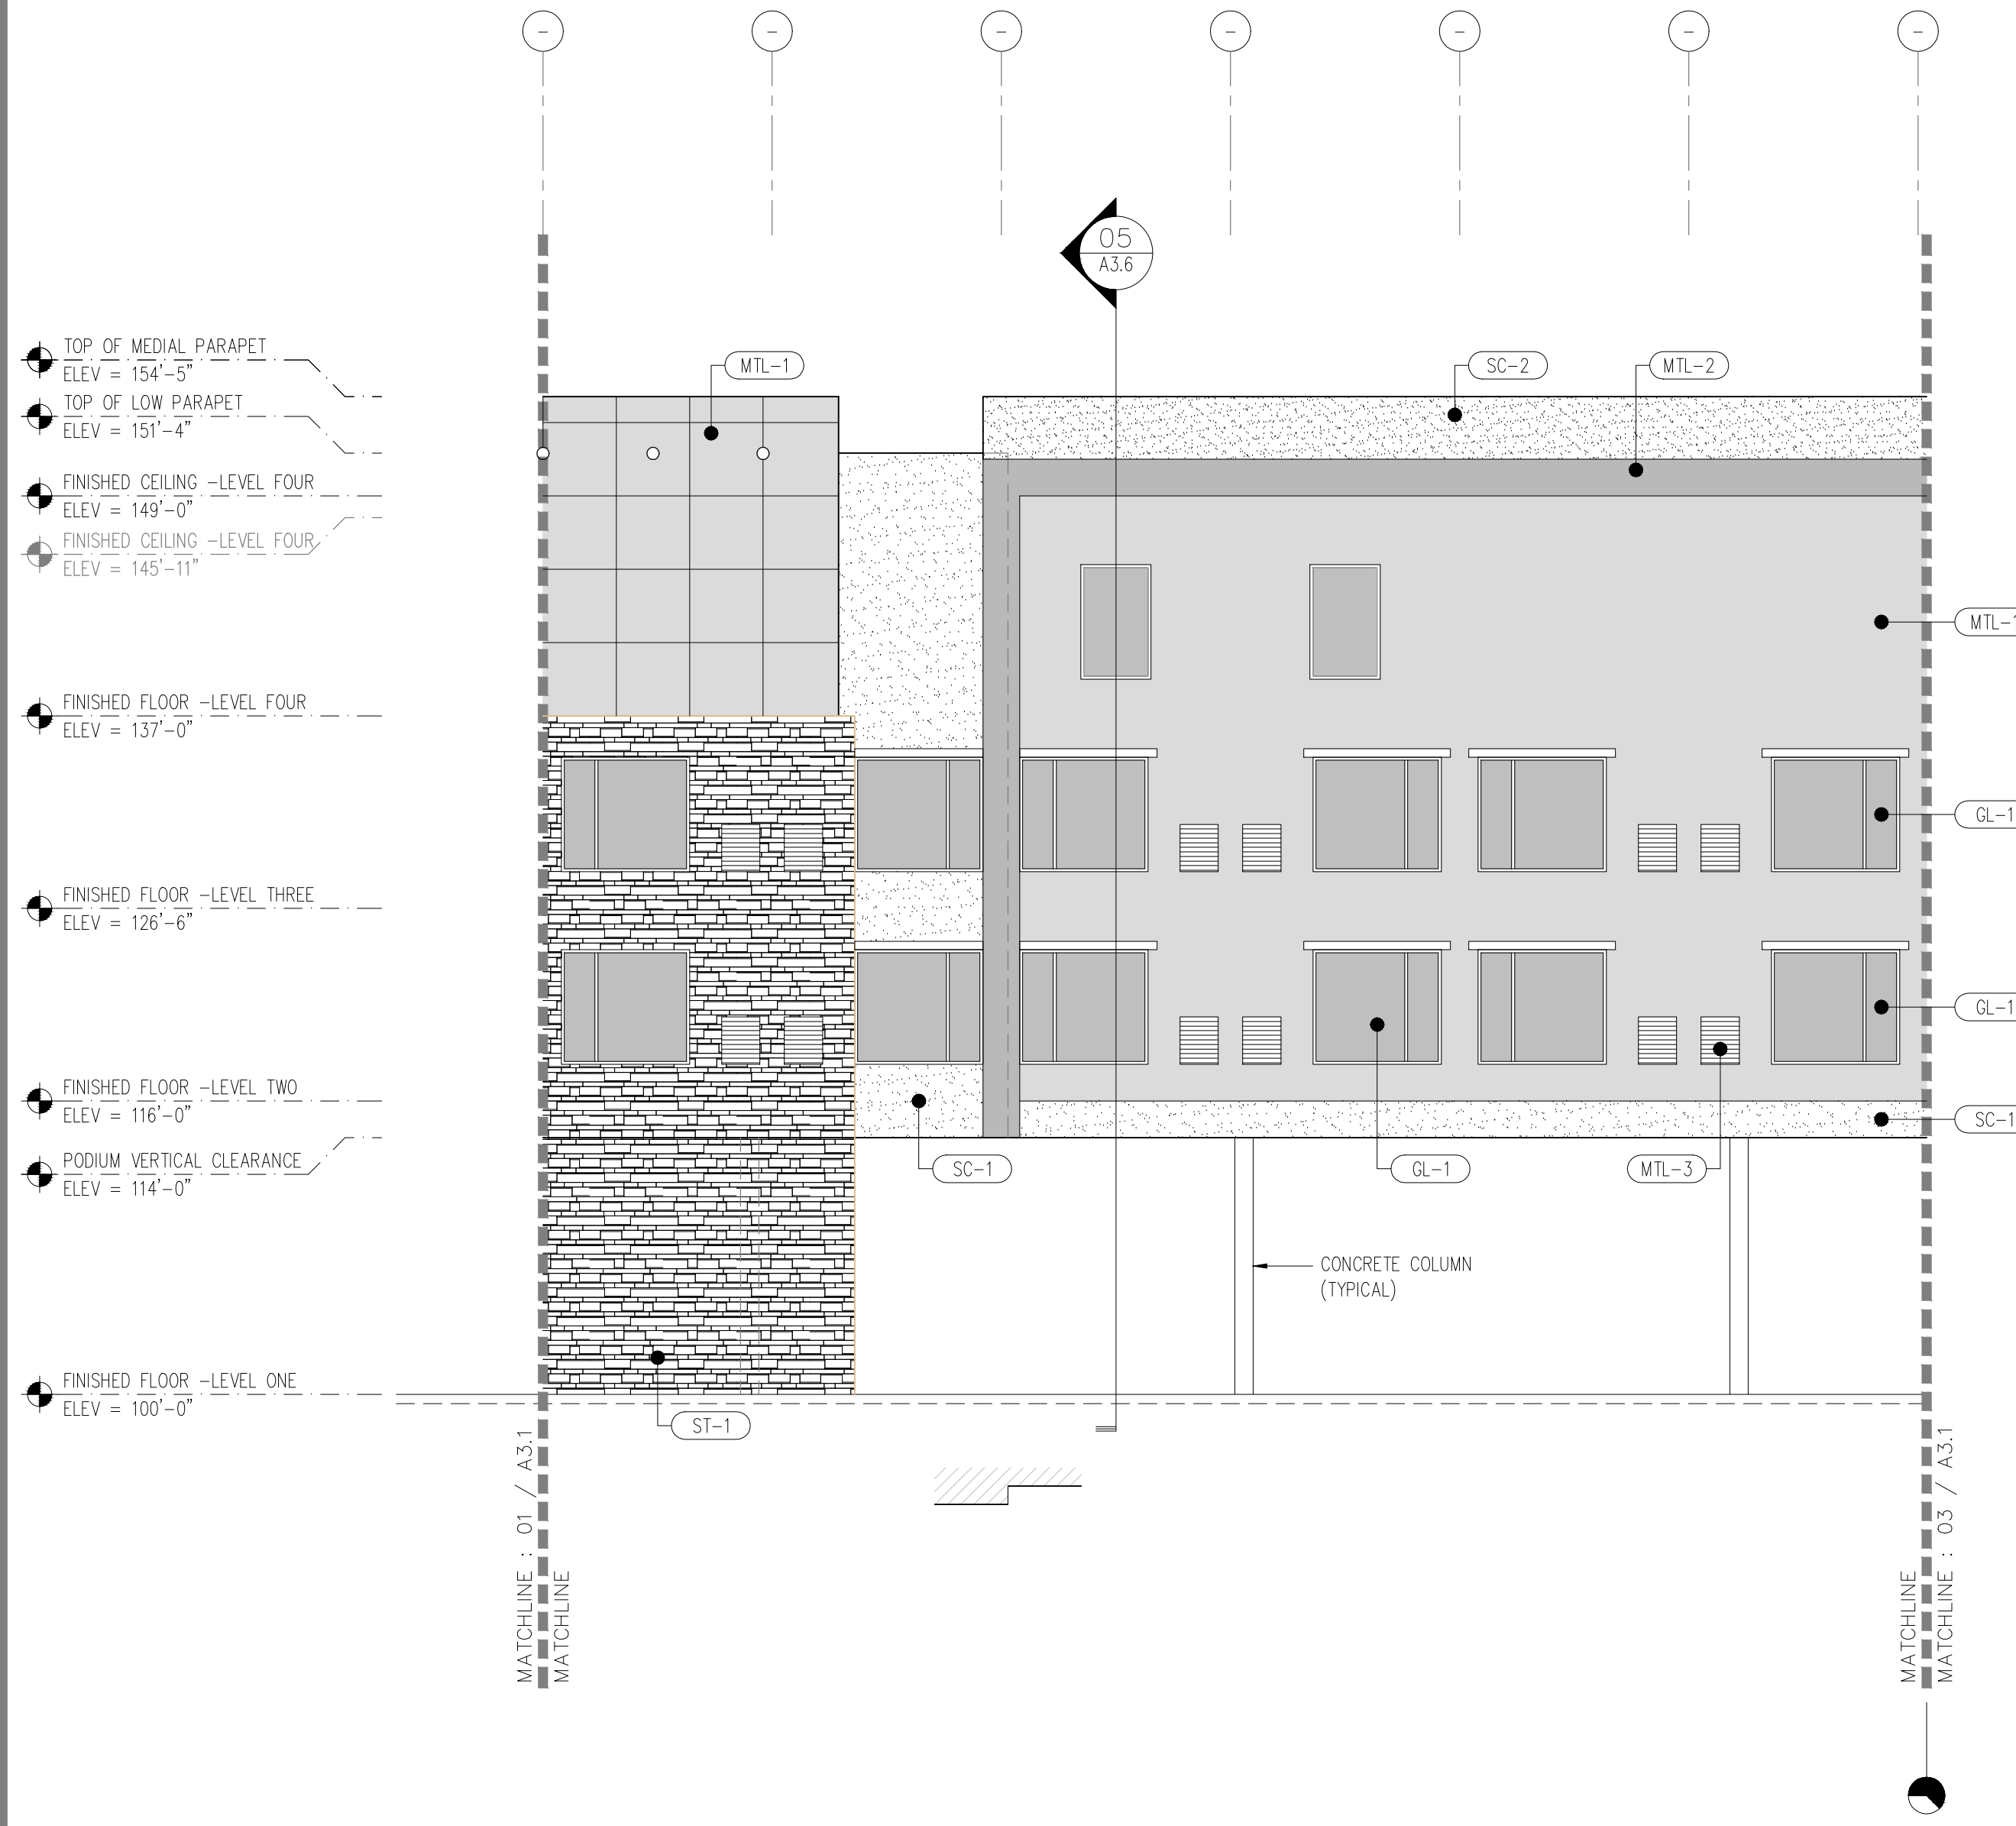 –
–
–
–
–
–
–
05
A3.6
TOP OF MEDIAL PARAPET
ELEV = 154'-5"
TOP OF LOW PARAPET
ELEV = 151'-4"
FINISHED CEILING -LEVEL FOUR
ELEV = 149'-0"
FINISHED CEILING -LEVEL FOUR
ELEV = 145'-11"
FINISHED FLOOR -LEVEL FOUR
ELEV = 137'-0"
FINISHED FLOOR -LEVEL THREE
ELEV = 126'-6"
FINISHED FLOOR -LEVEL TWO
ELEV = 116'-0"
PODIUM VERTICAL CLEARANCE
ELEV = 114'-0"
FINISHED FLOOR -LEVEL ONE
ELEV = 100'-0"
MTL-1
SC-2
MTL-2
MTL-1
GL-1
GL-1
SC-1
SC-1
GL-1
MTL-3
CONCRETE COLUMN
(TYPICAL)
ST-1
MATCHLINE : 01 / A3.1
MATCHLINE
MATCHLINE
MATCHLINE : 03 / A3.1